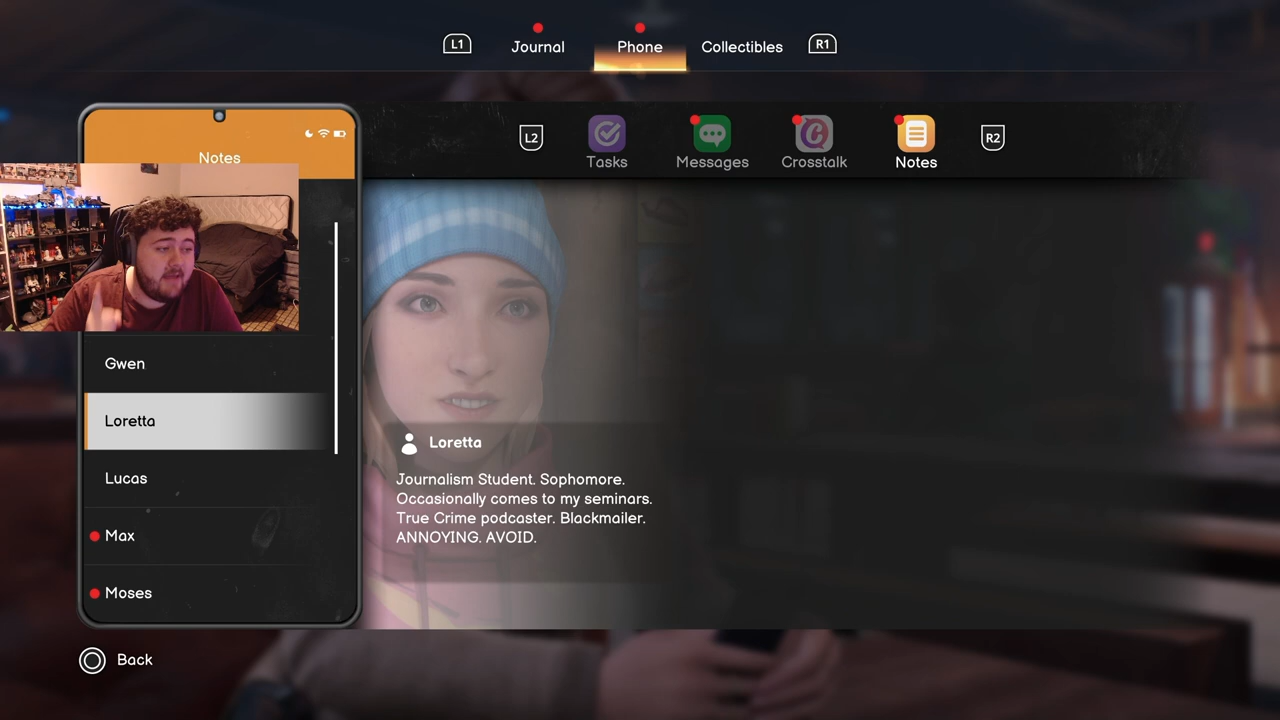 L1
Journal
Phone
Collectibles
R1
L2
Tasks
Messages
Crosstalk
Notes
R2
Notes
Gwen
Loretta
Lucas
Max
Moses
Loretta
Journalism Student. Sophomore.
Occasionally comes to my seminars.
True Crime podcaster. Blackmailer.
ANNOYING. AVOID.
Back